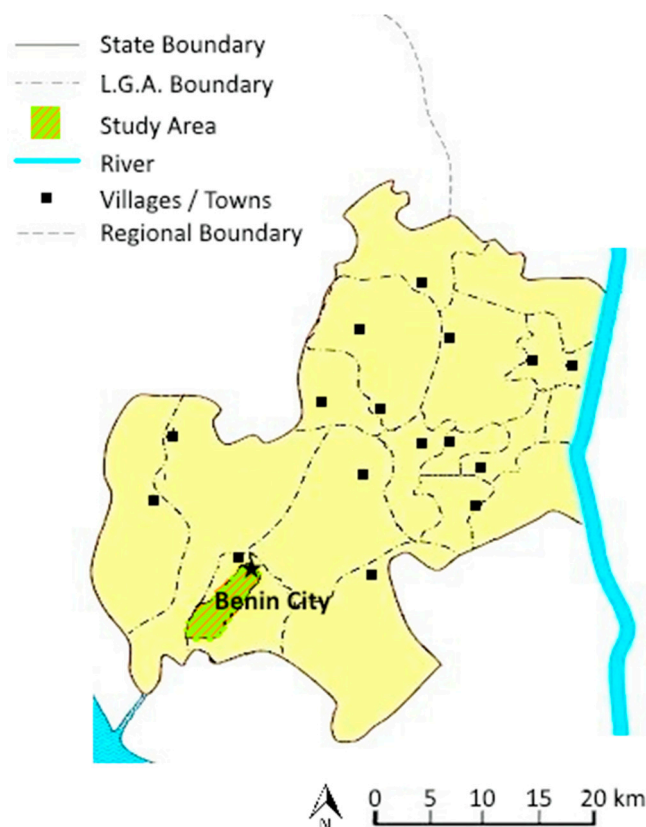 State Boundary
L.G.A. Boundary
Study Area
River
Villages / Towns
Regional Boundary
Benin City
N
0 5 10 15 20 km